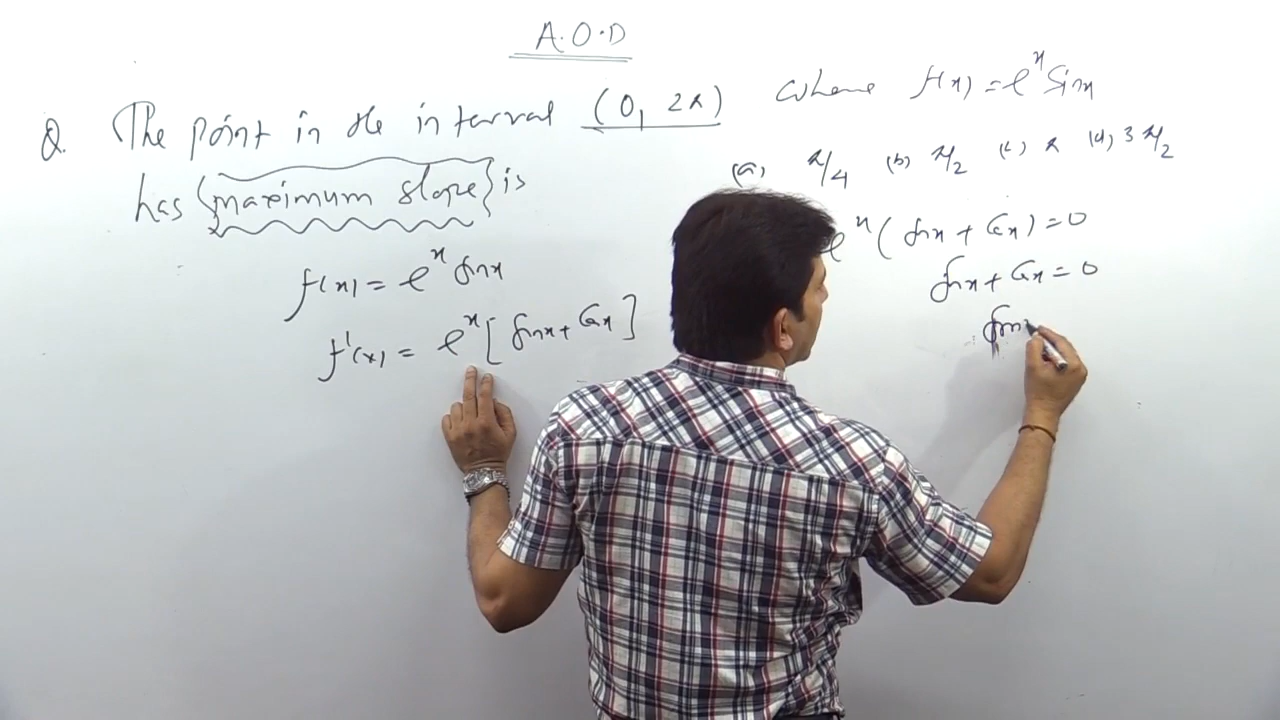 A.O.D
Q. The point in the interval (0, 2π) where f(x) = e^x Sinx
has {maximum slope} is
(a) π/4 (b) π/2 (c) π (d) 3π/2
f(x) = e^x sinx
f'(x) = e^x [sinx + Cosx]
e^x (sinx + Cosx) = 0
sinx + Cosx = 0
sinx